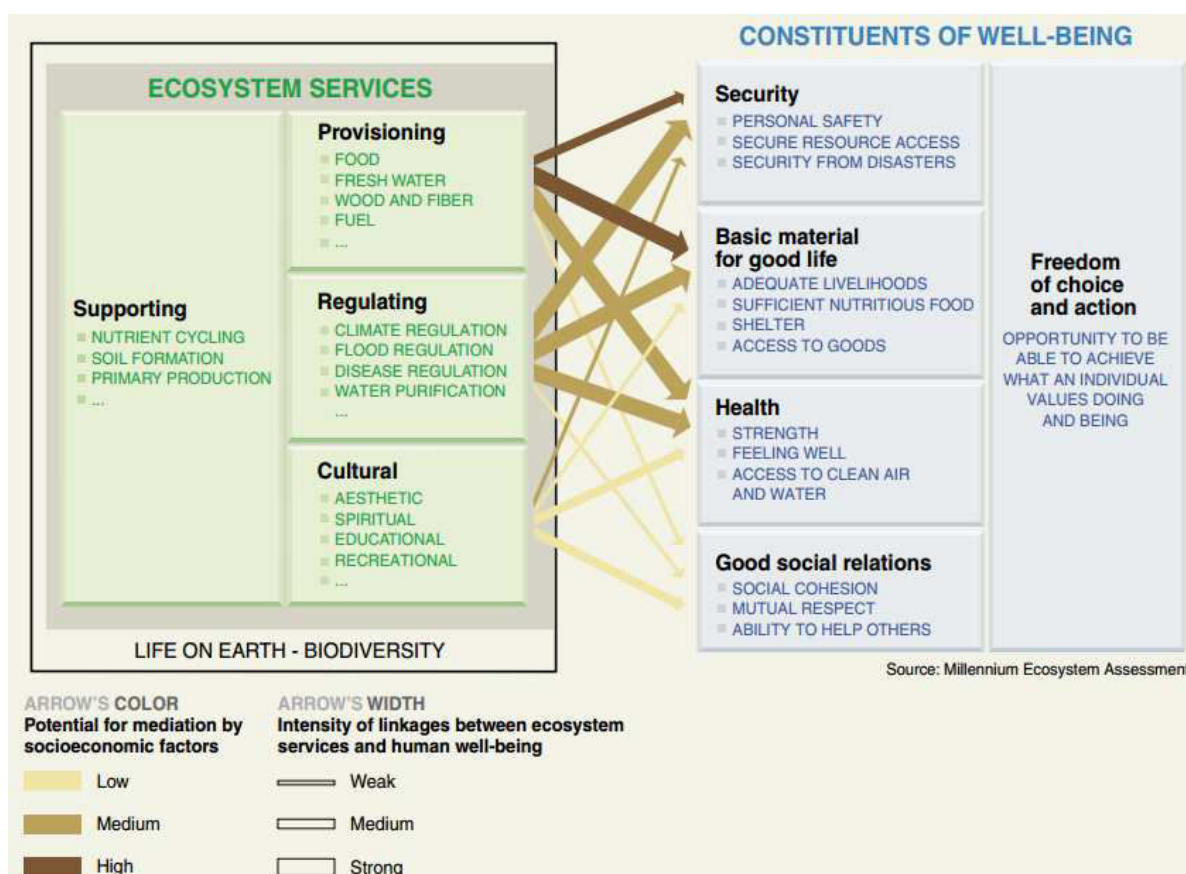 CONSTITUENTS OF WELL-BEING
ECOSYSTEM SERVICES
Supporting
NUTRIENT CYCLING
SOIL FORMATION
PRIMARY PRODUCTION
...
Provisioning
FOOD
FRESH WATER
WOOD AND FIBER
FUEL
...
Regulating
CLIMATE REGULATION
FLOOD REGULATION
DISEASE REGULATION
WATER PURIFICATION
...
Cultural
AESTHETIC
SPIRITUAL
EDUCATIONAL
RECREATIONAL
...
LIFE ON EARTH - BIODIVERSITY
Security
PERSONAL SAFETY
SECURE RESOURCE ACCESS
SECURITY FROM DISASTERS
Basic material
for good life
ADEQUATE LIVELIHOODS
SUFFICIENT NUTRITIOUS FOOD
SHELTER
ACCESS TO GOODS
Health
STRENGTH
FEELING WELL
ACCESS TO CLEAN AIR
AND WATER
Good social relations
SOCIAL COHESION
MUTUAL RESPECT
ABILITY TO HELP OTHERS
Freedom
of choice
and action
OPPORTUNITY TO BE
ABLE TO ACHIEVE
WHAT AN INDIVIDUAL
VALUES DOING
AND BEING
Source: Millennium Ecosystem Assessment
ARROW'S COLOR
Potential for mediation by
socioeconomic factors
Low
Medium
High
ARROW'S WIDTH
Intensity of linkages between ecosystem
services and human well-being
Weak
Medium
Strong